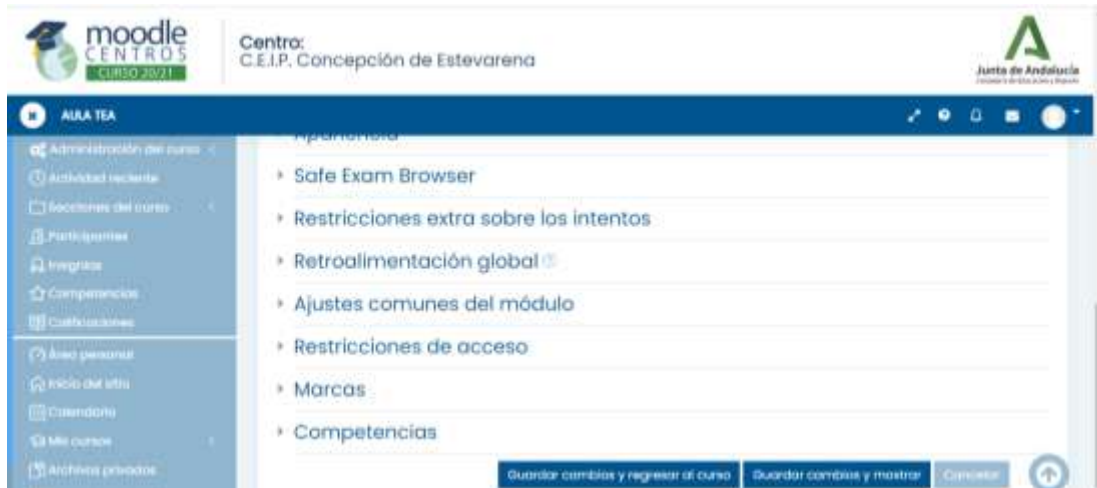 moodle
CENTROS
CURSO 20/21
Centro:
C.E.I.P. Concepción de Estevarena
Junta de Andalucía
AULA TEA
Apariencia
Administración del curso
Actividad reciente
Secciones del curso
Participantes
Insignias
Competencias
Calificaciones
Área personal
Inicio del sitio
Calendario
Mis cursos
Archivos privados
Safe Exam Browser
Restricciones extra sobre los intentos
Retroalimentación global
Ajustes comunes del módulo
Restricciones de acceso
Marcas
Competencias
Guardar cambios y regresar al curso
Guardar cambios y mostrar
Cancelar